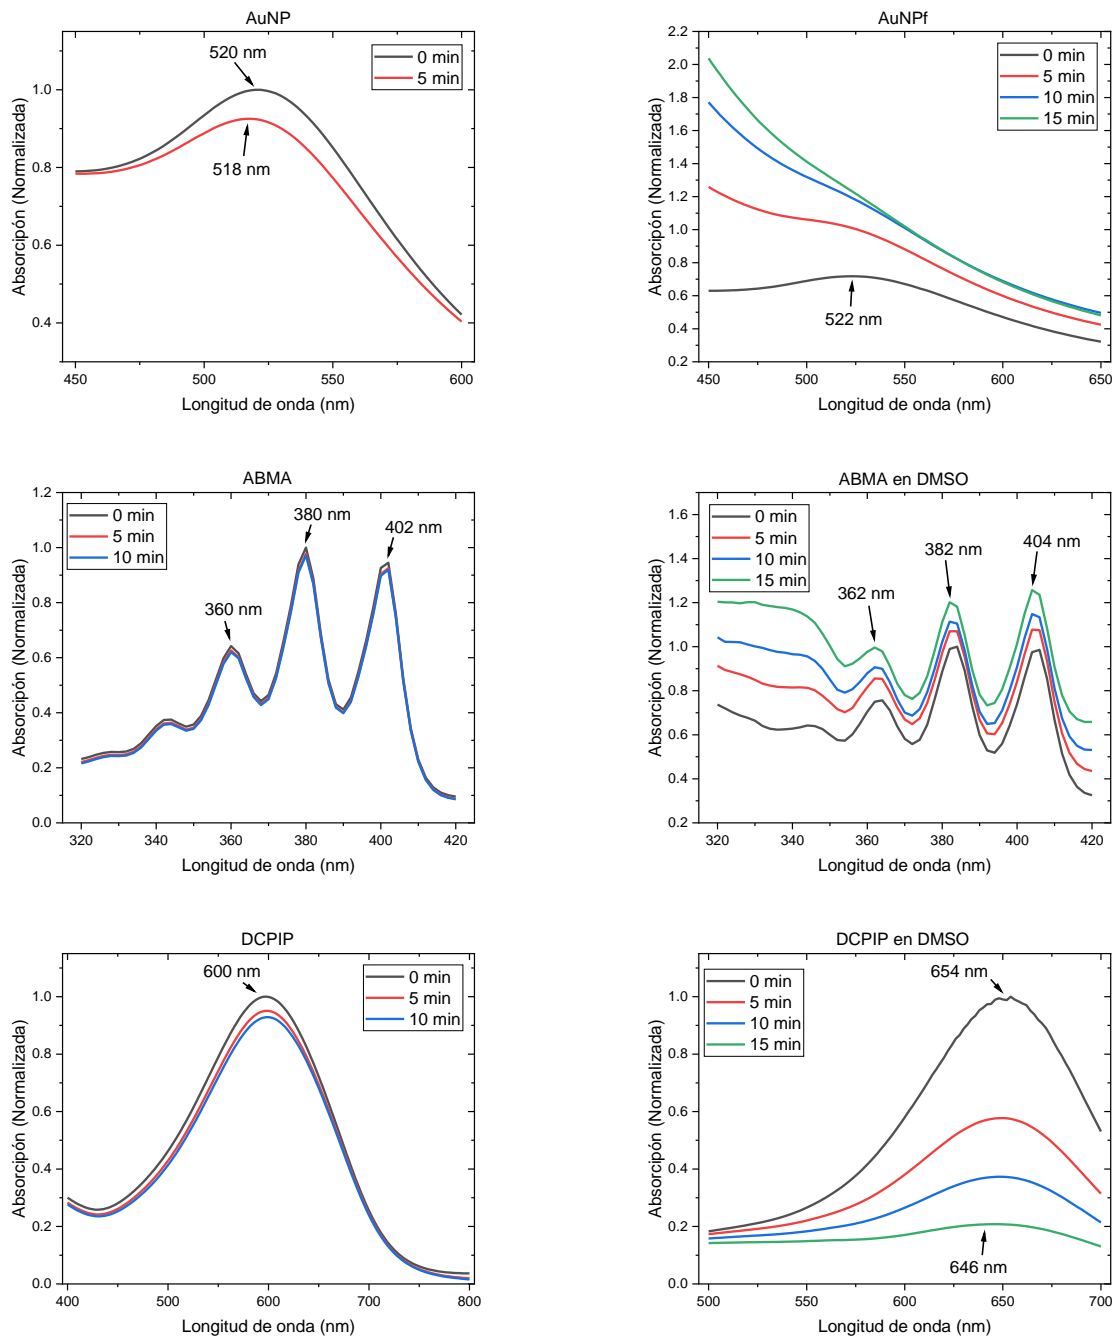 AuNP
520 nm
0 min
5 min
518 nm
1.0
0.8
0.6
0.4
450
500
550
600
Absorcipón (Normalizada)
Longitud de onda (nm)
AuNPf
0 min
5 min
10 min
15 min
522 nm
2.2
2.0
1.8
1.6
1.4
1.2
1.0
0.8
0.6
0.4
0.2
450
500
550
600
650
Absorcipón (Normalizada)
Longitud de onda (nm)
ABMA
0 min
5 min
10 min
380 nm
402 nm
360 nm
1.2
1.0
0.8
0.6
0.4
0.2
0.0
320
340
360
380
400
420
Absorcipón (Normalizada)
Longitud de onda (nm)
ABMA en DMSO
0 min
5 min
10 min
15 min
382 nm
404 nm
362 nm
1.6
1.4
1.2
1.0
0.8
0.6
0.4
0.2
320
340
360
380
400
420
Absorcipón (Normalizada)
Longitud de onda (nm)
DCPIP
600 nm
0 min
5 min
10 min
1.0
0.8
0.6
0.4
0.2
0.0
400
500
600
700
800
Absorcipón (Normalizada)
Longitud de onda (nm)
DCPIP en DMSO
654 nm
0 min
5 min
10 min
15 min
646 nm
1.0
0.8
0.6
0.4
0.2
0.0
500
550
600
650
700
Absorcipón (Normalizada)
Longitud de onda (nm)